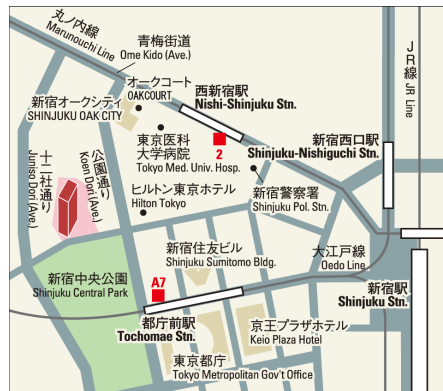 丸ノ内線
Marunouchi Line
青梅街道
Ome Kido (Ave.)
JR線
JR Line
オークコート
OAKCOURT
西新宿駅
Nishi-Shinjuku Stn.
新宿オークシティ
SHINJUKU OAK CITY
東京医科
大学病院
Tokyo Med. Univ. Hosp.
2
新宿西口駅
Shinjuku-Nishiguchi Stn.
十二社通り
Juniso Dori (Ave.)
公園通り
Koen Dori (Ave.)
ヒルトン東京ホテル
Hilton Tokyo
新宿警察署
Shinjuku Pol. Stn.
新宿住友ビル
Shinjuku Sumitomo Bldg.
大江戸線
Oedo Line
新宿中央公園
Shinjuku Central Park
A7
新宿駅
Shinjuku Stn.
都庁前駅
Tochomae Stn.
京王プラザホテル
Keio Plaza Hotel
東京都庁
Tokyo Metropolitan Gov't Office